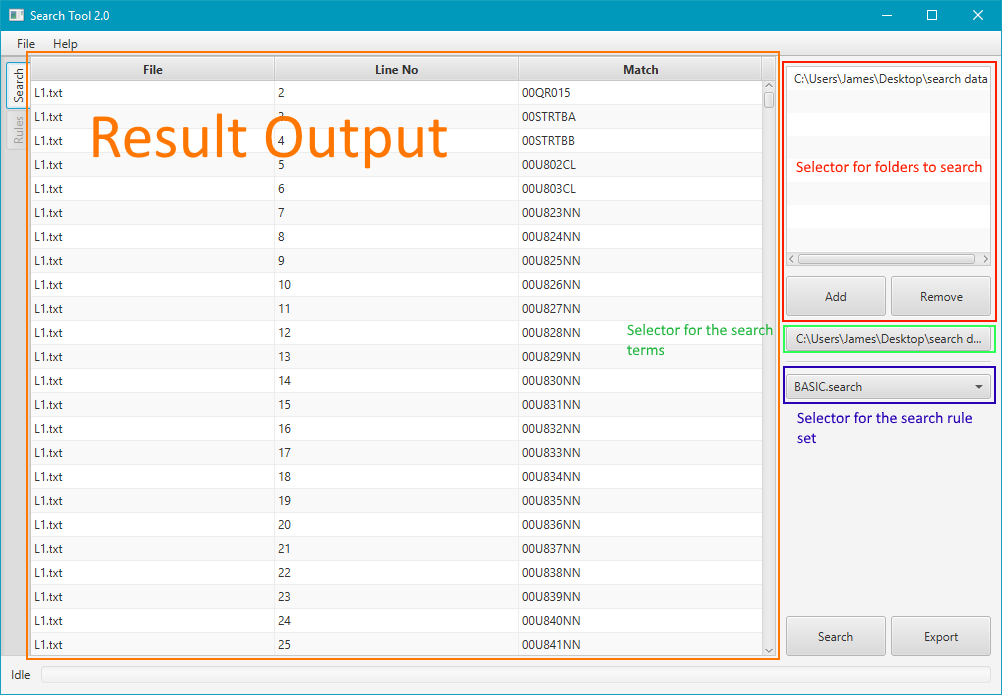 Search Tool 2.0
File Help
Search
Rules
File Line No Match
L1.txt 2 00QR015
L1.txt 3 00STRTBA
L1.txt 4 00STRTBB
L1.txt 5 00U802CL
L1.txt 6 00U803CL
L1.txt 7 00U823NN
L1.txt 8 00U824NN
L1.txt 9 00U825NN
L1.txt 10 00U826NN
L1.txt 11 00U827NN
L1.txt 12 00U828NN
L1.txt 13 00U829NN
L1.txt 14 00U830NN
L1.txt 15 00U831NN
L1.txt 16 00U832NN
L1.txt 17 00U833NN
L1.txt 18 00U834NN
L1.txt 19 00U835NN
L1.txt 20 00U836NN
L1.txt 21 00U837NN
L1.txt 22 00U838NN
L1.txt 23 00U839NN
L1.txt 24 00U840NN
L1.txt 25 00U841NN
Result Output
Selector for the search
terms
C:\Users\James\Desktop\search data
Selector for folders to search
Add Remove
C:\Users\James\Desktop\search d...
BASIC.search
Selector for the search rule
set
Search Export
Idle